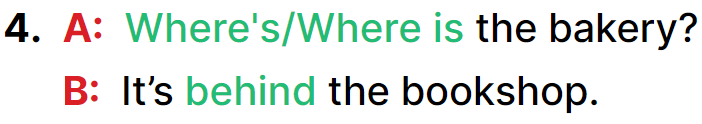 4. A: Where's/Where is the bakery?
B: It’s behind the bookshop.